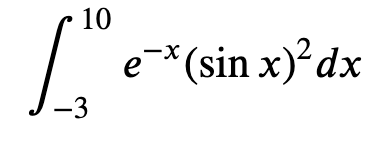 ∫_{-3}^{10} e^{-x}(sin x)^2 dx